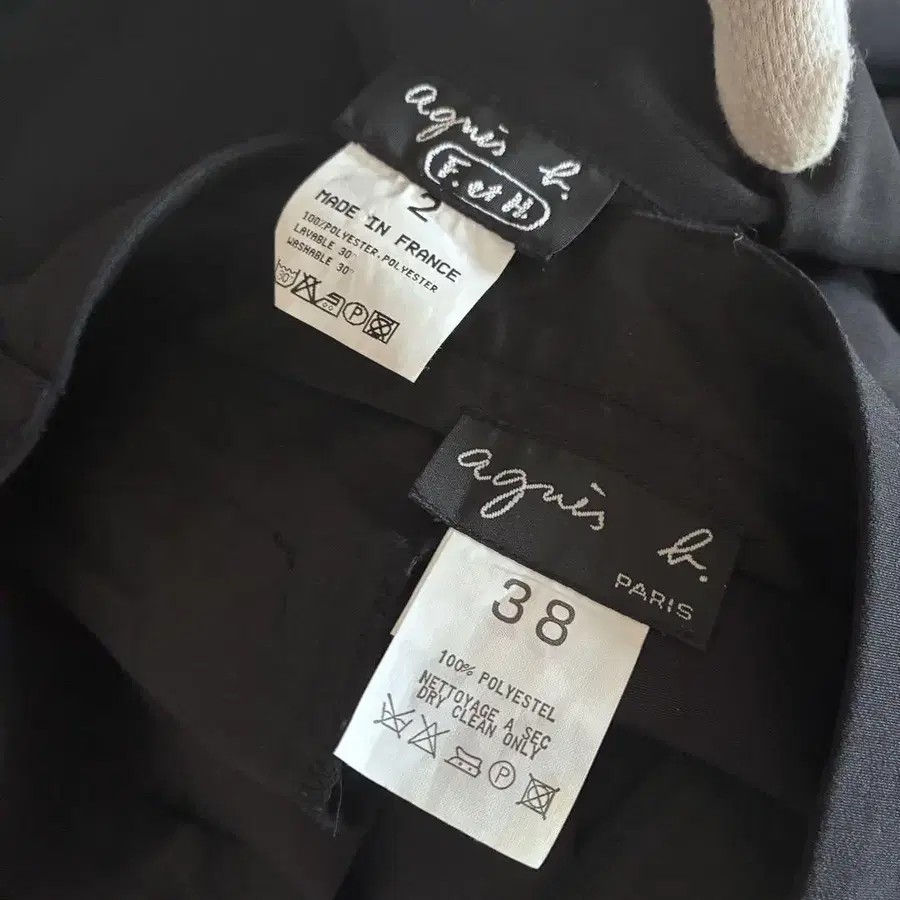 agnès b.
F. & H
2
MADE IN FRANCE
100%POLYESTER.POLYESTER
LAVABLE 30°
WASHABLE 30°
30°
P
agnès b.
PARIS
38
100% POLYESTEL
NETTOYAGE A SEC
DRY CLEAN ONLY
P